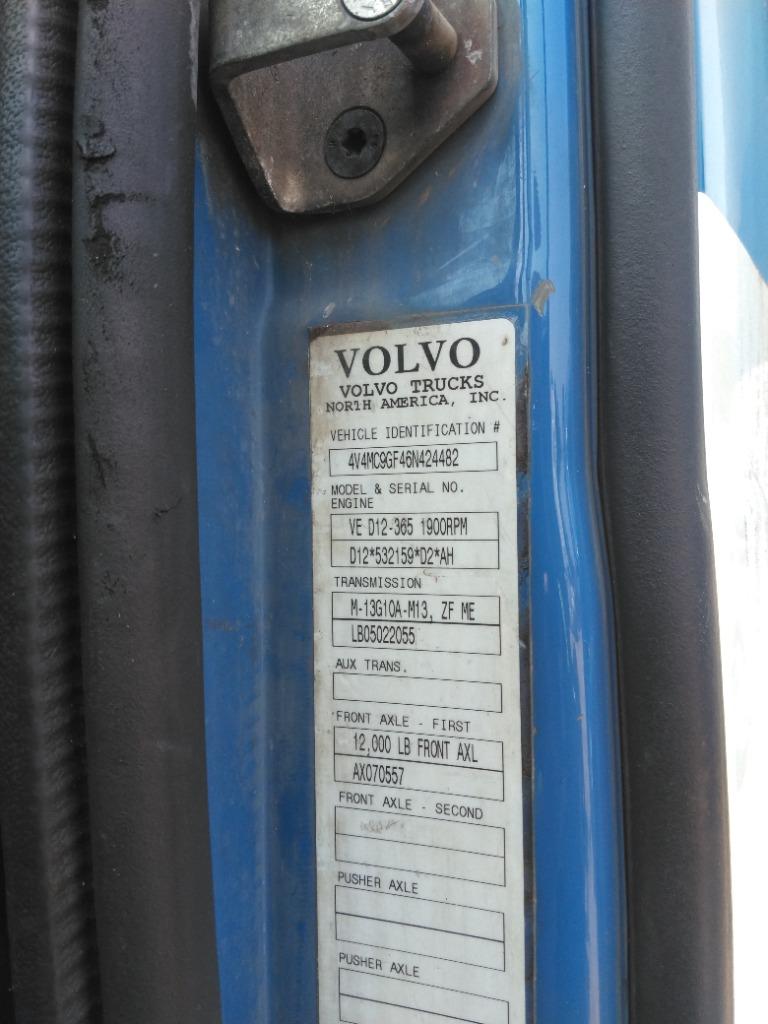 VOLVO
VOLVO TRUCKS
NORTH AMERICA, INC.
VEHICLE IDENTIFICATION #
4V4MC9GF46N424482
MODEL & SERIAL NO.
ENGINE
VE D12-365 1900RPM
D12*532159*D2*AH
TRANSMISSION
M-13G10A-M13, ZF ME
LB05022055
AUX TRANS.
FRONT AXLE - FIRST
12,000 LB FRONT AXL
AX070557
FRONT AXLE - SECOND
PUSHER AXLE
PUSHER AXLE